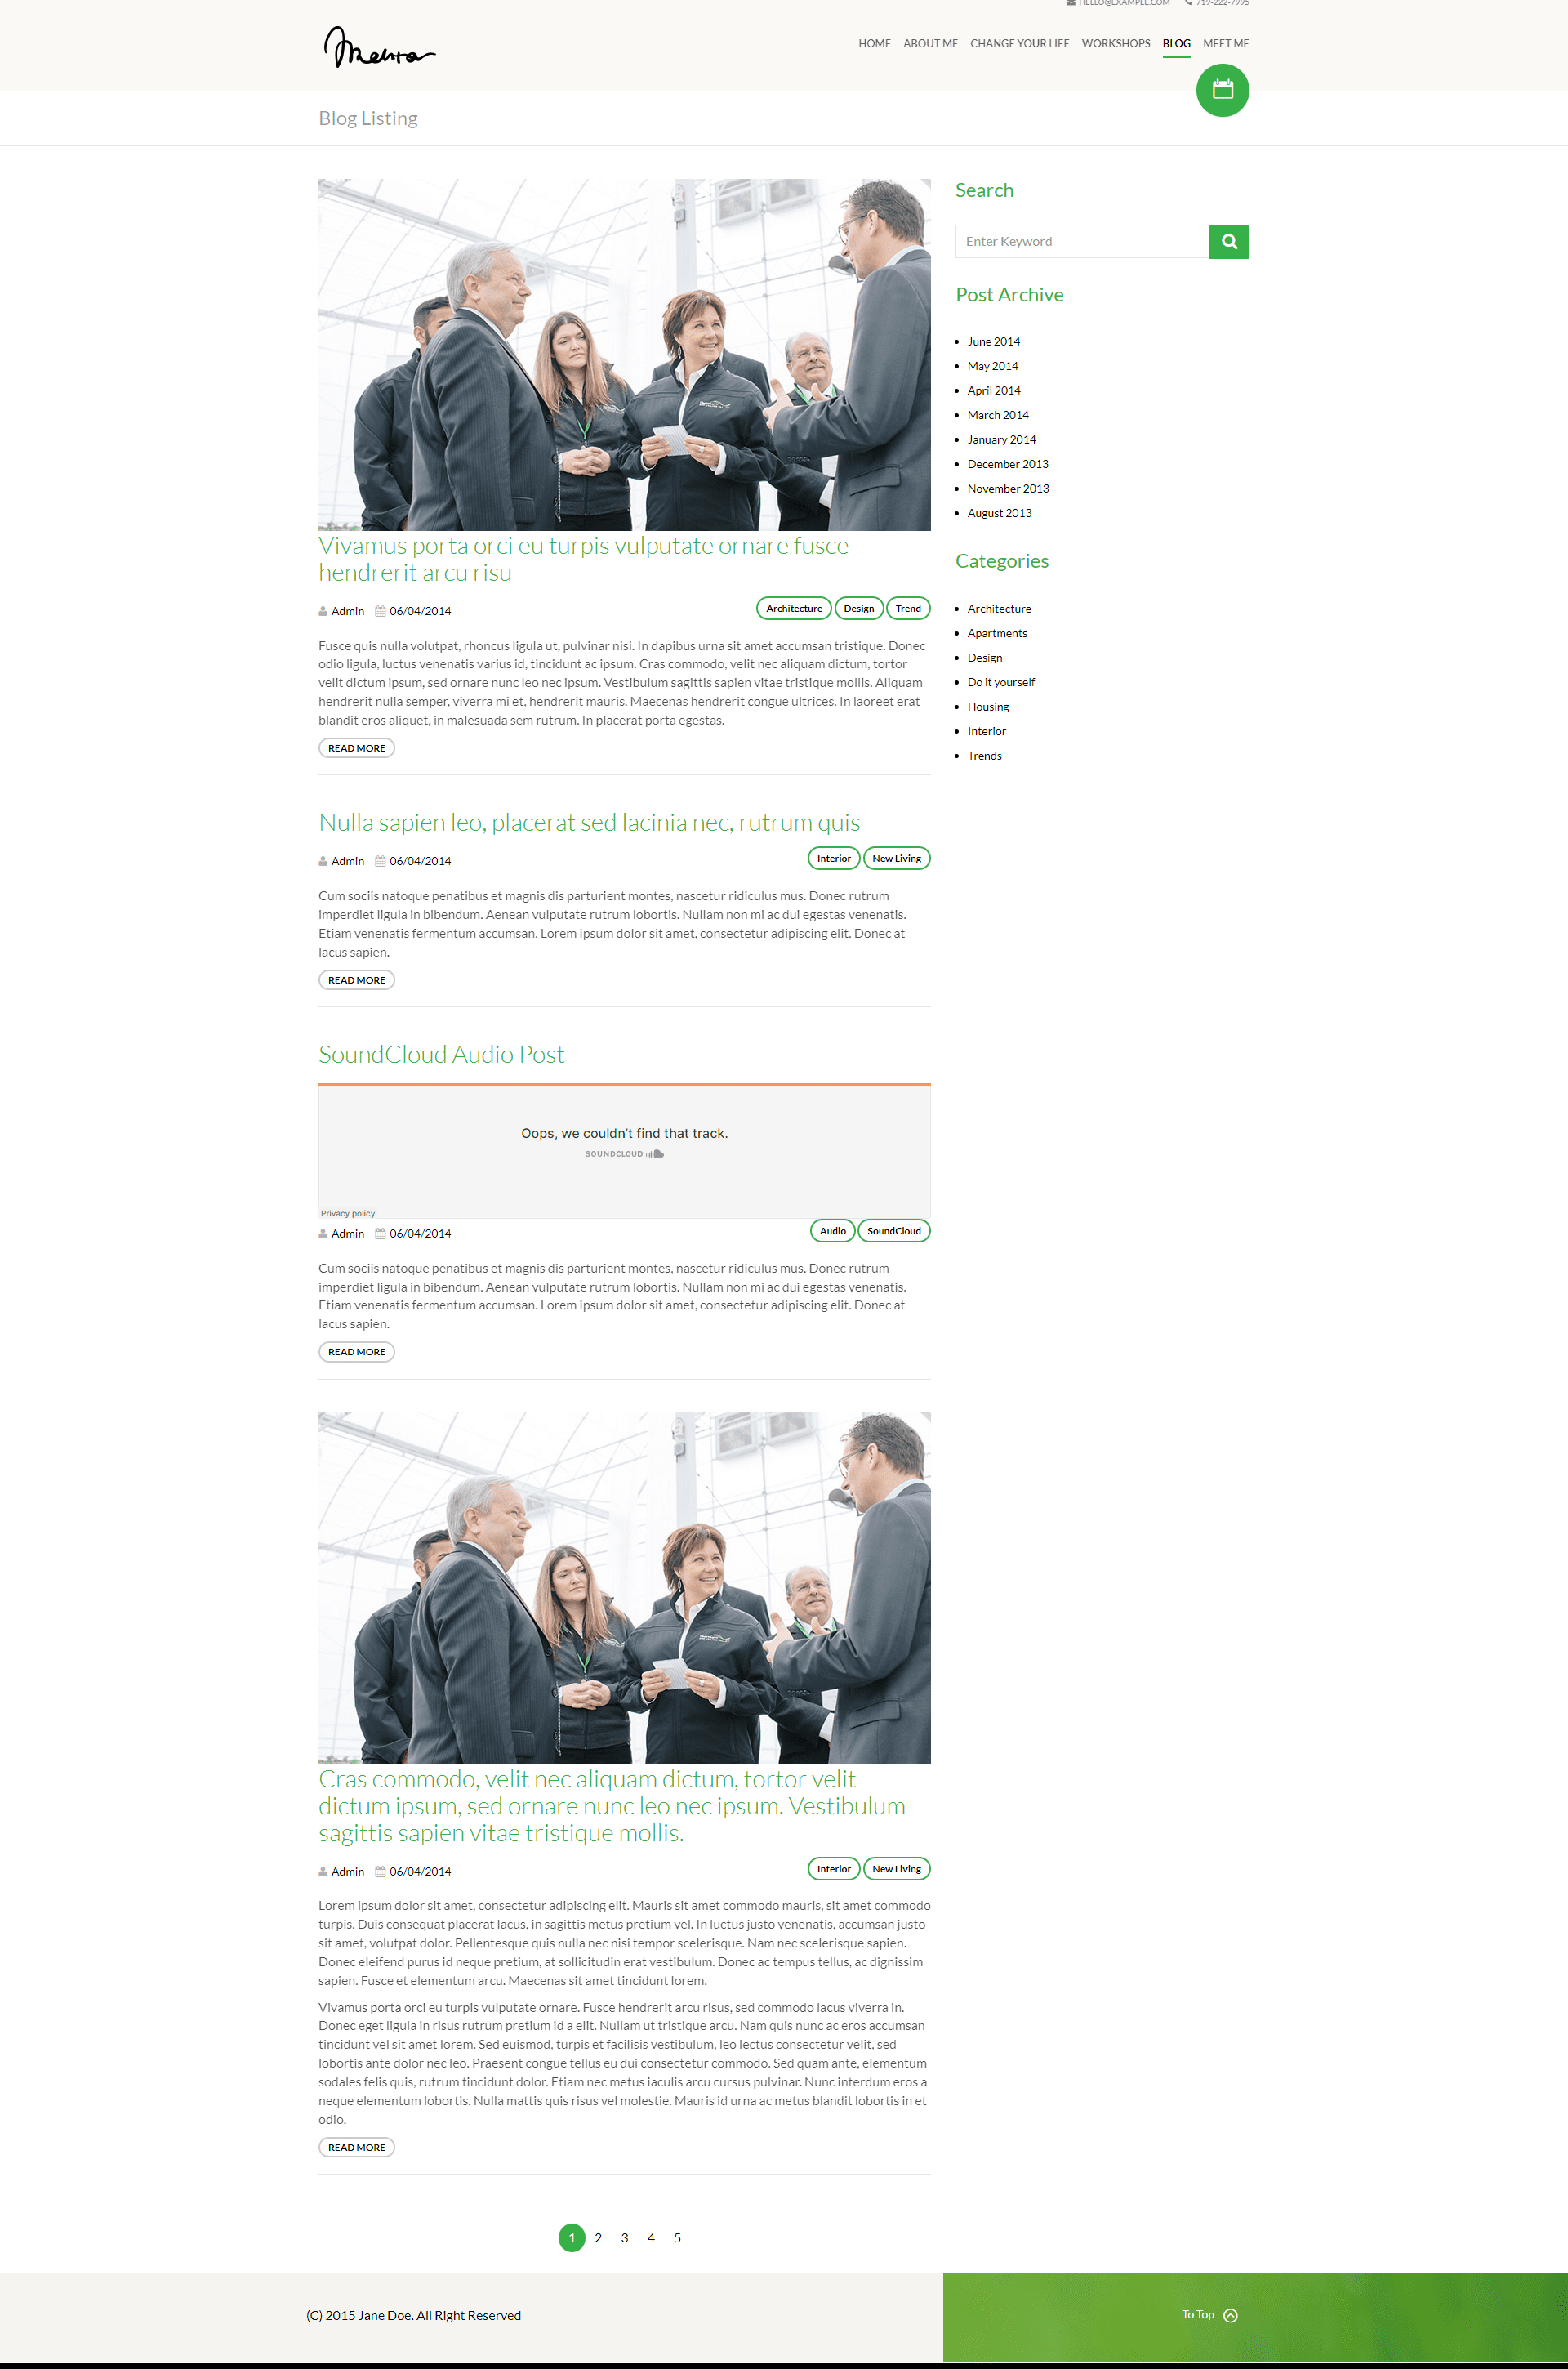 HELLO@EXAMPLE.COM 719-222-7995
Mehra
HOME ABOUT ME CHANGE YOUR LIFE WORKSHOPS BLOG MEET ME
Blog Listing
Vivamus porta orci eu turpis vulputate ornare fusce
hendrerit arcu risu
Admin 06/04/2014 Architecture Design Trend
Fusce quis nulla volutpat, rhoncus ligula ut, pulvinar nisi. In dapibus urna sit amet accumsan tristique. Donec
odio ligula, luctus venenatis varius id, tincidunt ac ipsum. Cras commodo, velit nec aliquam dictum, tortor
velit dictum ipsum, sed ornare nunc leo nec ipsum. Vestibulum sagittis sapien vitae tristique mollis. Aliquam
hendrerit nulla semper, viverra mi et, hendrerit mauris. Maecenas hendrerit congue ultrices. In laoreet erat
blandit eros aliquet, in malesuada sem rutrum. In placerat porta egestas.
READ MORE
Nulla sapien leo, placerat sed lacinia nec, rutrum quis
Admin 06/04/2014 Interior New Living
Cum sociis natoque penatibus et magnis dis parturient montes, nascetur ridiculus mus. Donec rutrum
imperdiet ligula in bibendum. Aenean vulputate rutrum lobortis. Nullam non mi ac dui egestas venenatis.
Etiam venenatis fermentum accumsan. Lorem ipsum dolor sit amet, consectetur adipiscing elit. Donec at
lacus sapien.
READ MORE
SoundCloud Audio Post
Oops, we couldn't find that track.
SOUNDCLOUD
Privacy policy
Admin 06/04/2014 Audio SoundCloud
Cum sociis natoque penatibus et magnis dis parturient montes, nascetur ridiculus mus. Donec rutrum
imperdiet ligula in bibendum. Aenean vulputate rutrum lobortis. Nullam non mi ac dui egestas venenatis.
Etiam venenatis fermentum accumsan. Lorem ipsum dolor sit amet, consectetur adipiscing elit. Donec at
lacus sapien.
READ MORE
Cras commodo, velit nec aliquam dictum, tortor velit
dictum ipsum, sed ornare nunc leo nec ipsum. Vestibulum
sagittis sapien vitae tristique mollis.
Admin 06/04/2014 Interior New Living
Lorem ipsum dolor sit amet, consectetur adipiscing elit. Mauris sit amet commodo mauris, sit amet commodo
turpis. Duis consequat placerat lacus, in sagittis metus pretium vel. In luctus justo venenatis, accumsan justo
sit amet, volutpat dolor. Pellentesque quis nulla nec nisi tempor scelerisque. Nam nec scelerisque sapien.
Donec eleifend purus id neque pretium, at sollicitudin erat vestibulum. Donec ac tempus tellus, ac dignissim
sapien. Fusce et elementum arcu. Maecenas sit amet tincidunt lorem.
Vivamus porta orci eu turpis vulputate ornare. Fusce hendrerit arcu risus, sed commodo lacus viverra in.
Donec eget ligula in risus rutrum pretium id a elit. Nullam ut tristique arcu. Nam quis nunc ac eros accumsan
tincidunt vel sit amet lorem. Sed euismod, turpis et facilisis vestibulum, leo lectus consectetur velit, sed
lobortis ante dolor nec leo. Praesent congue tellus eu dui consectetur commodo. Sed quam ante, elementum
sodales felis quis, rutrum tincidunt dolor. Etiam nec metus iaculis arcu cursus pulvinar. Nunc interdum eros a
neque elementum lobortis. Nulla mattis quis risus vel molestie. Mauris id urna ac metus blandit lobortis in et
odio.
READ MORE
1 2 3 4 5
Search
Enter Keyword
Post Archive
June 2014
May 2014
April 2014
March 2014
January 2014
December 2013
November 2013
August 2013
Categories
Architecture
Apartments
Design
Do it yourself
Housing
Interior
Trends
(C) 2015 Jane Doe. All Right Reserved
To Top